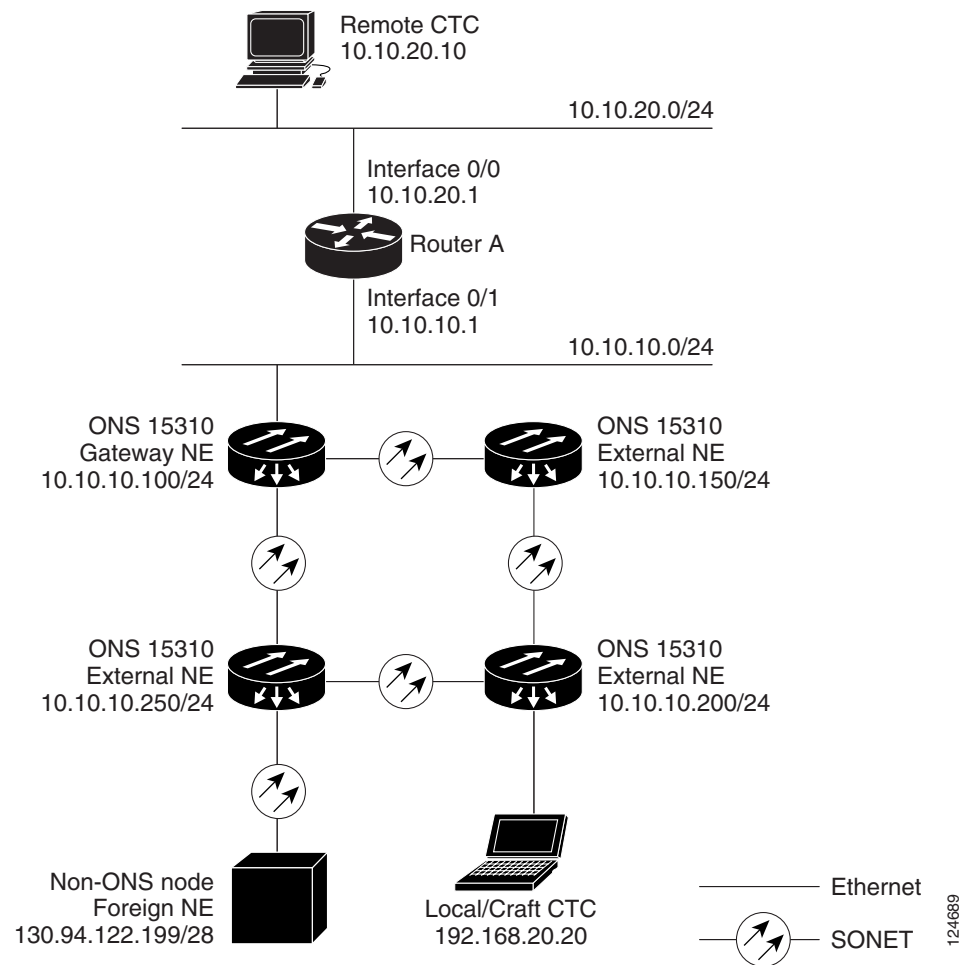 Remote CTC
10.10.20.10
10.10.20.0/24
Interface 0/0
10.10.20.1
Router A
Interface 0/1
10.10.10.1
10.10.10.0/24
ONS 15310
Gateway NE
10.10.10.100/24
ONS 15310
External NE
10.10.10.150/24
ONS 15310
External NE
10.10.10.250/24
ONS 15310
External NE
10.10.10.200/24
Non-ONS node
Foreign NE
130.94.122.199/28
Local/Craft CTC
192.168.20.20
Ethernet
SONET
124689